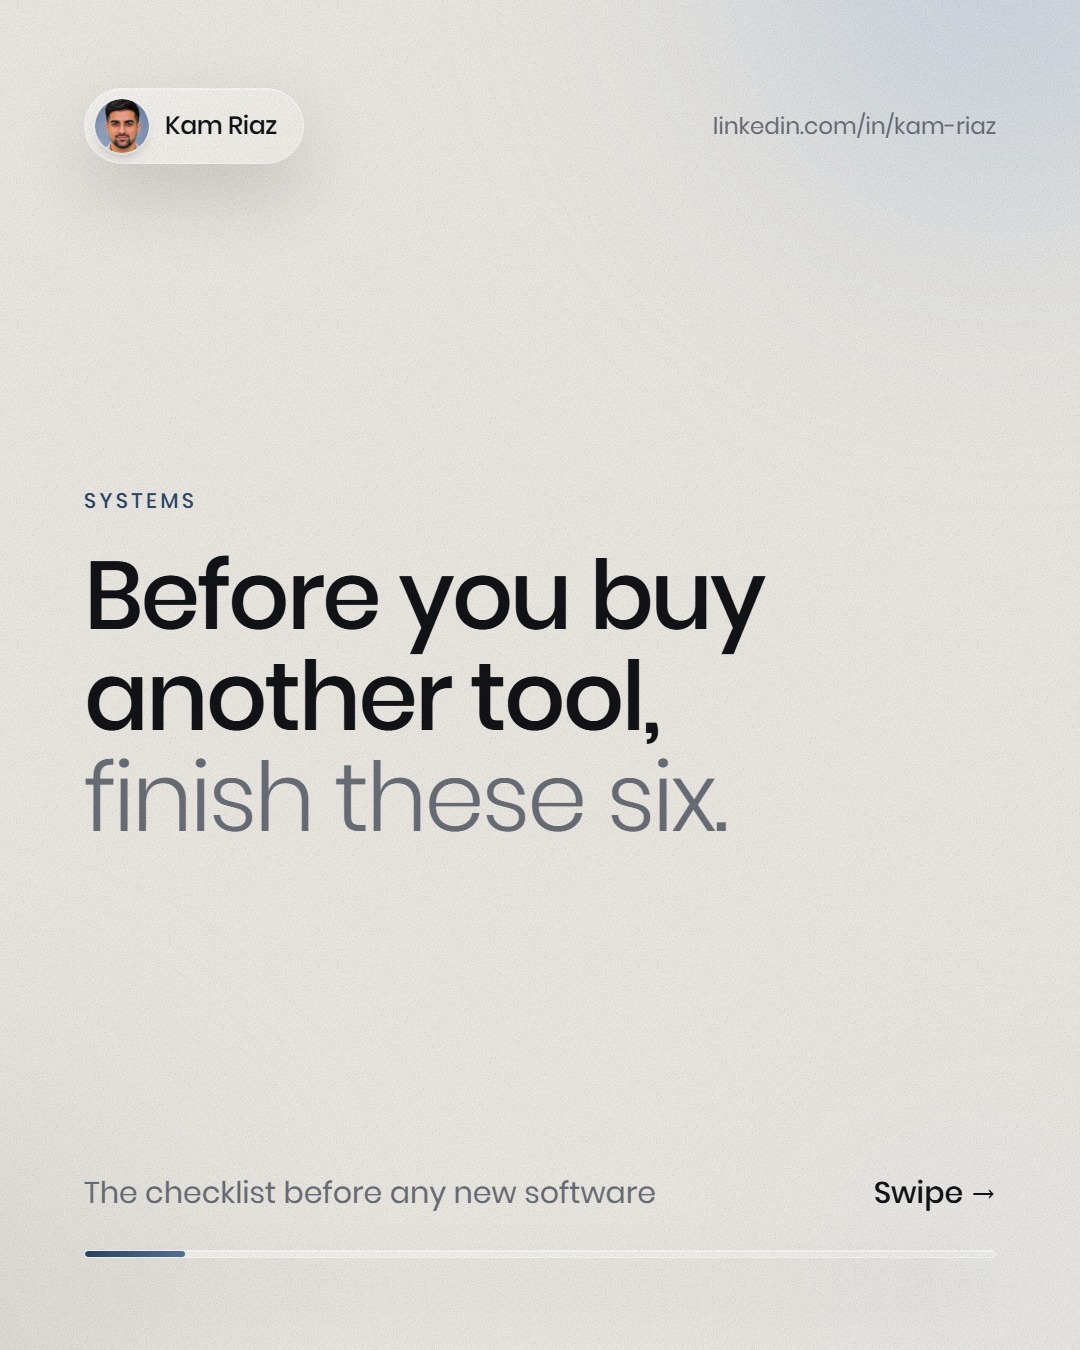 Kam Riaz
linkedin.com/in/kam-riaz
SYSTEMS
Before you buy
another tool,
finish these six.
The checklist before any new software
Swipe →